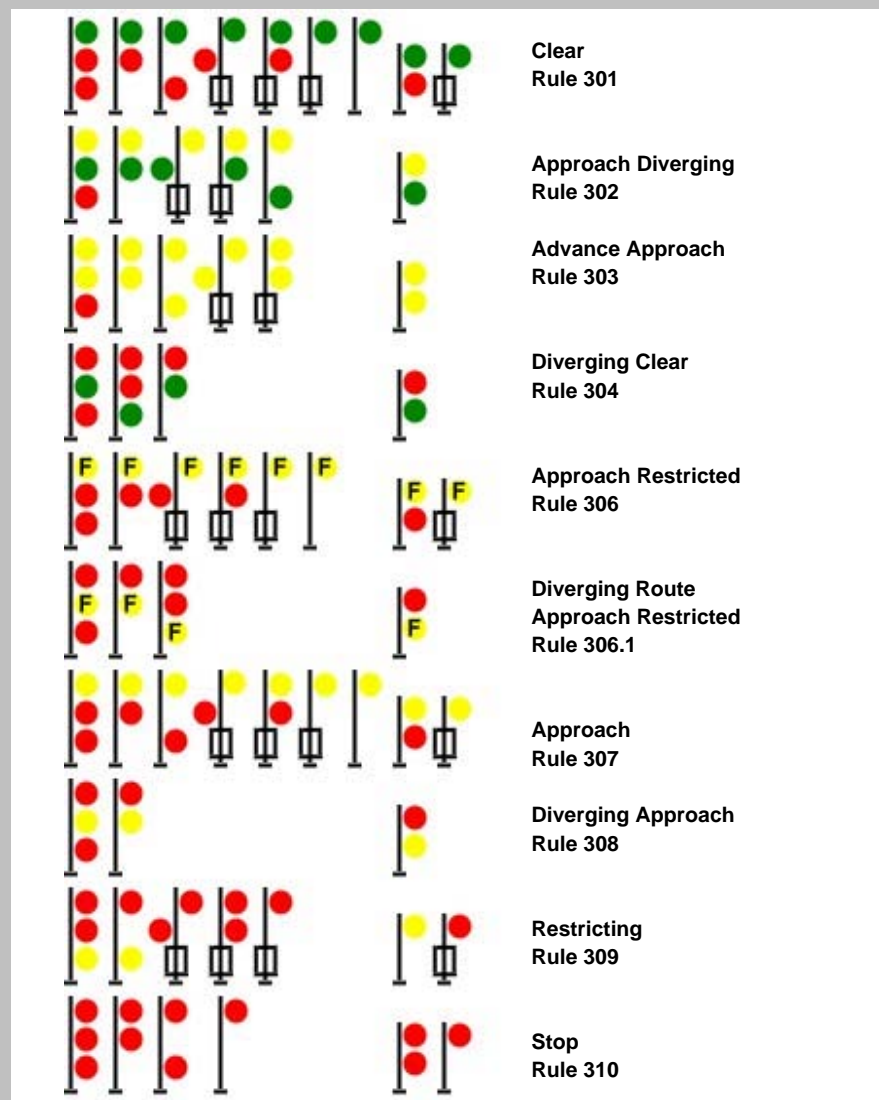 Clear
Rule 301
Approach Diverging
Rule 302
Advance Approach
Rule 303
Diverging Clear
Rule 304
F F F F F F F F
Approach Restricted
Rule 306
F F F F
Diverging Route
Approach Restricted
Rule 306.1
Approach
Rule 307
Diverging Approach
Rule 308
Restricting
Rule 309
Stop
Rule 310